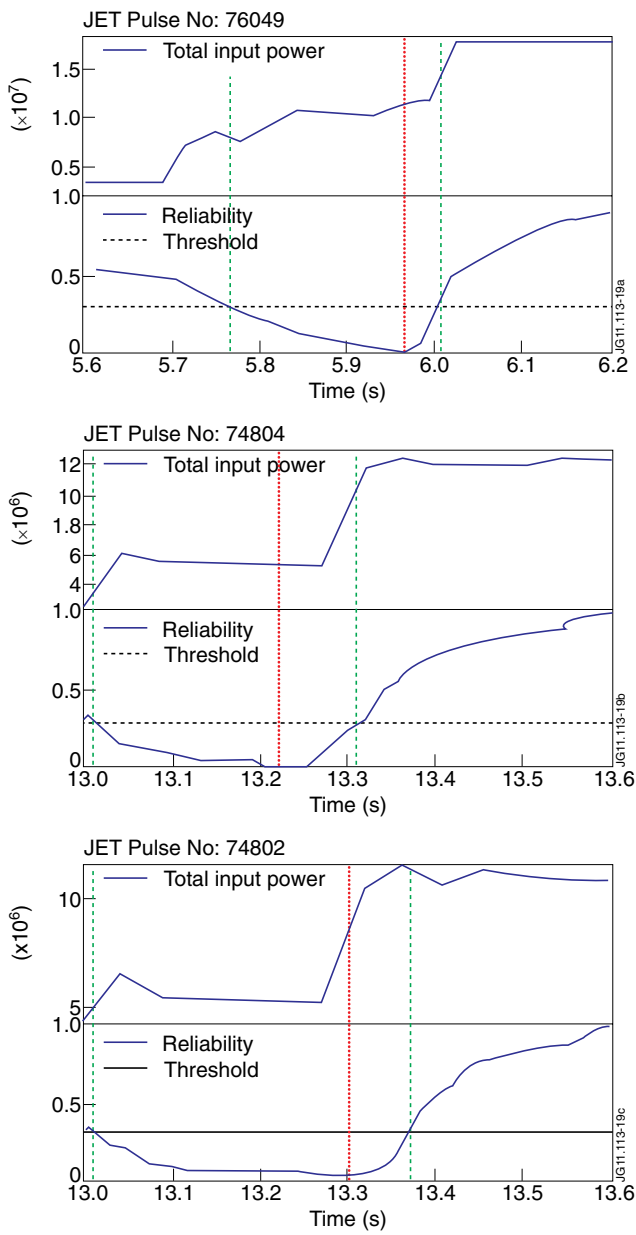 JET Pulse No: 76049
Total input power
(×10⁷)
1.5
1.0
0.5
1.0
Reliability
Threshold
0.5
0
5.6 5.7 5.8 5.9 6.0 6.1 6.2
Time (s)
JG11.113-19a
JET Pulse No: 74804
Total input power
(×10⁶)
12
10
1.8
6
4
1.0
Reliability
Threshold
0.5
0
13.0 13.1 13.2 13.3 13.4 13.5 13.6
Time (s)
JG11.113-19b
JET Pulse No: 74802
Total input power
(x10⁶)
10
5
1.0
Reliability
Threshold
0.5
0
13.0 13.1 13.2 13.3 13.4 13.5 13.6
Time (s)
JG11.113-19c